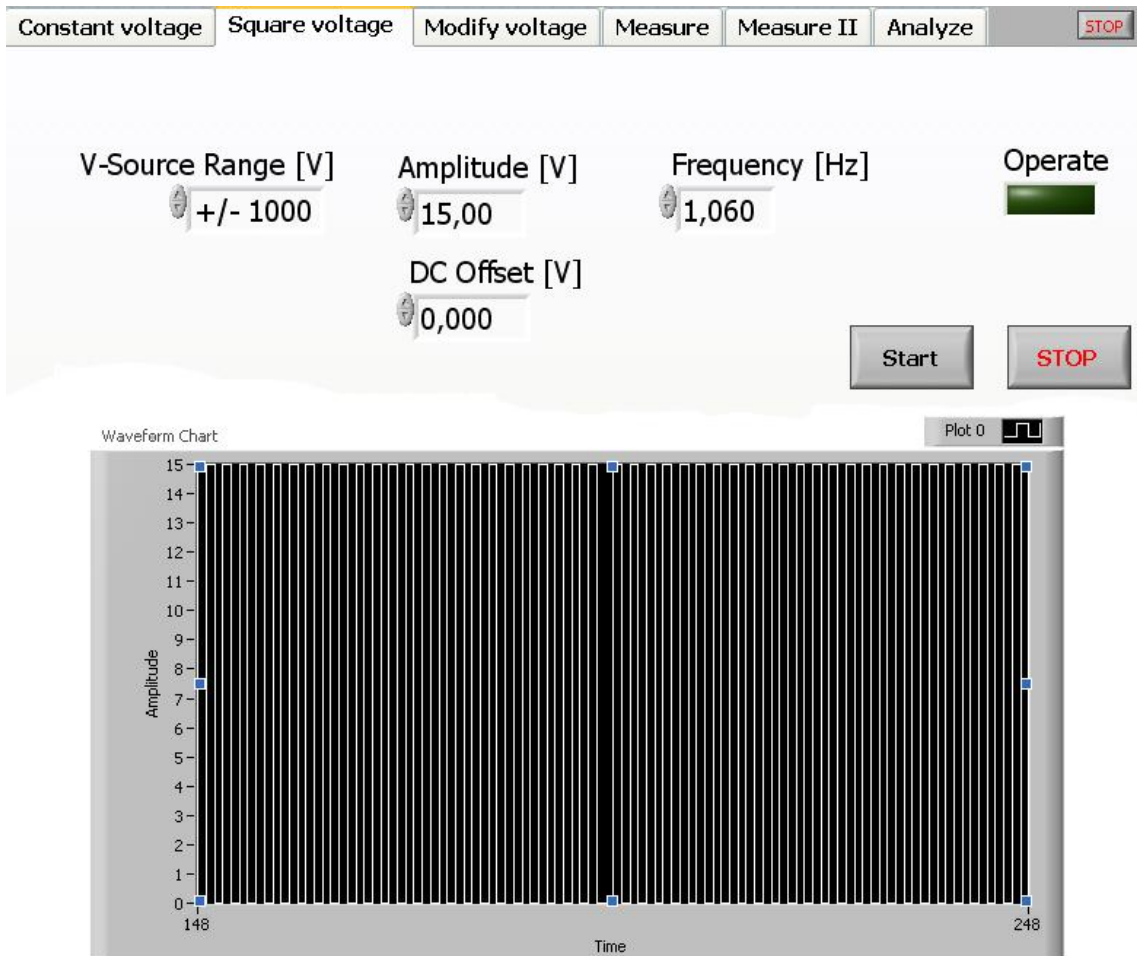 Constant voltage Square voltage Modify voltage Measure Measure II Analyze STOP
V-Source Range [V] Amplitude [V] Frequency [Hz] Operate
+/- 1000 15,00 1,060
DC Offset [V]
0,000
Start STOP
Waveform Chart Plot 0
15
14
13
12
11
10
9
8
7
6
5
4
3
2
1
0
Amplitude
148 248
Time